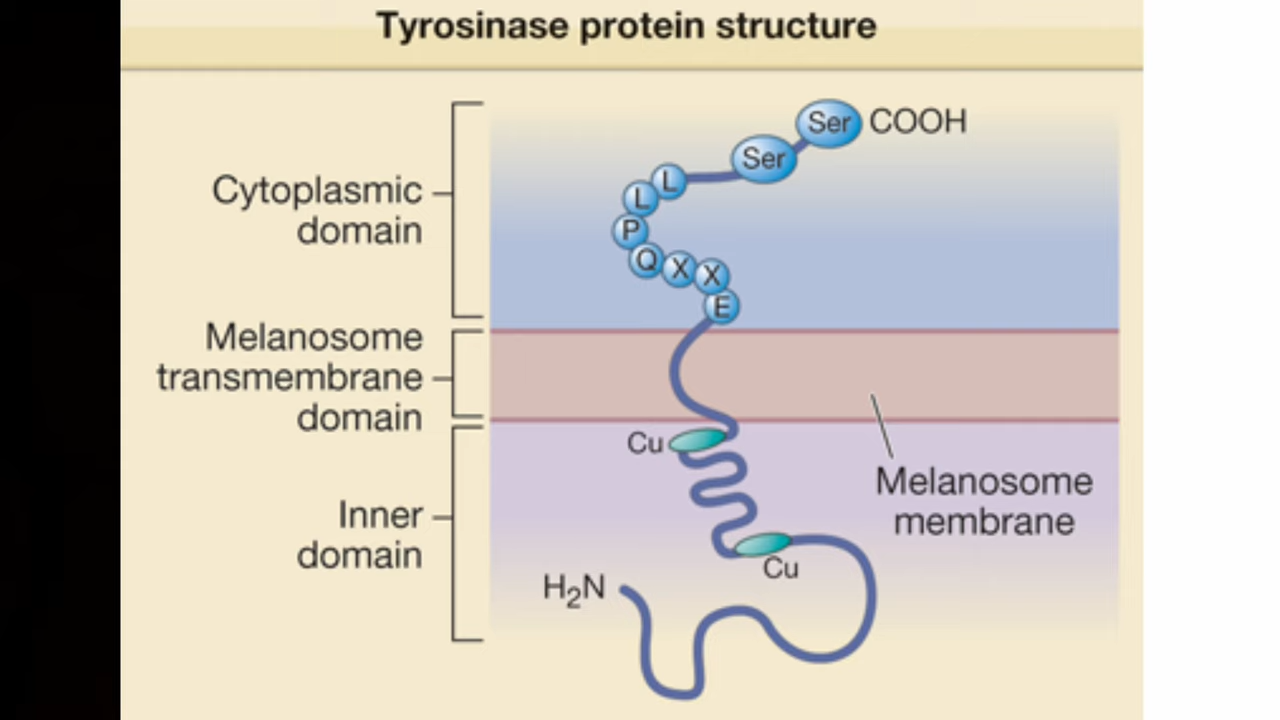 Tyrosinase protein structure
Ser COOH
Ser
L
L
P
Q X X
E
Cytoplasmic
domain
Melanosome
transmembrane
domain
Cu
Melanosome
membrane
Inner
domain
Cu
H₂N